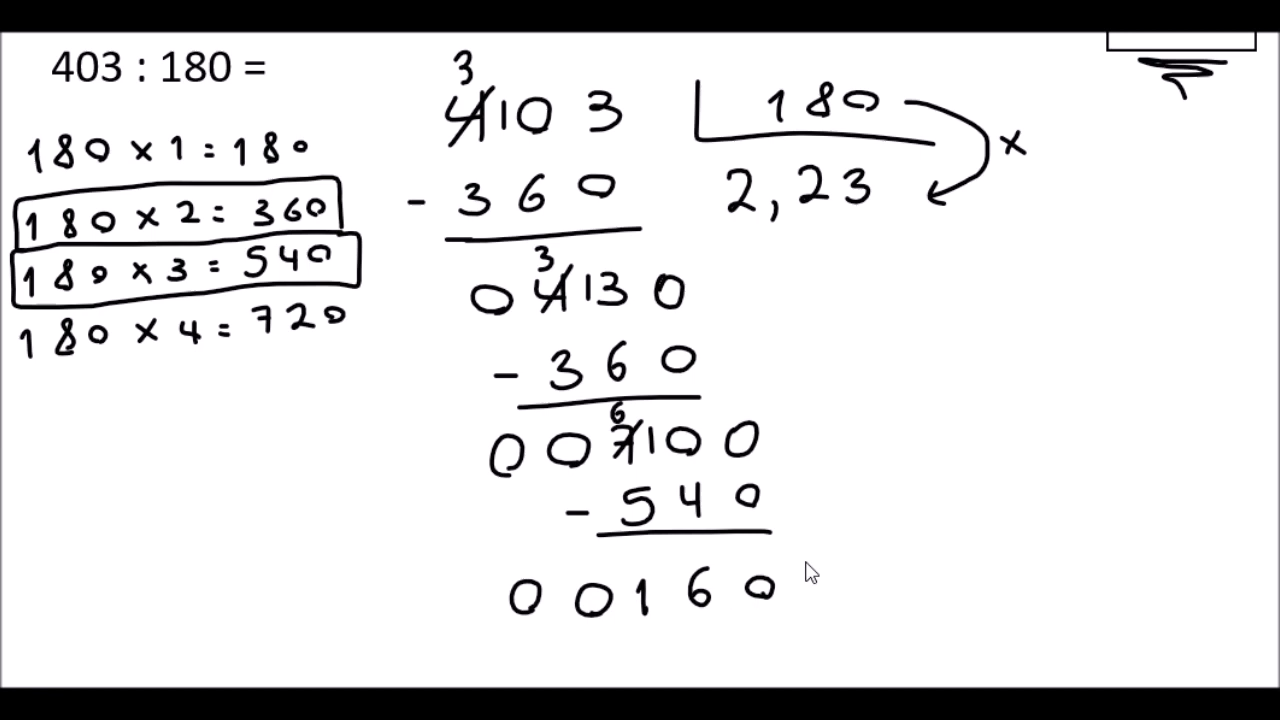 403 : 180 =
180 x 1 = 180
180 x 2 = 360
180 x 3 = 540
180 x 4 = 720
3
4103 180 x
- 360 2,23
3
04130
- 360
6
007100
- 540
00160